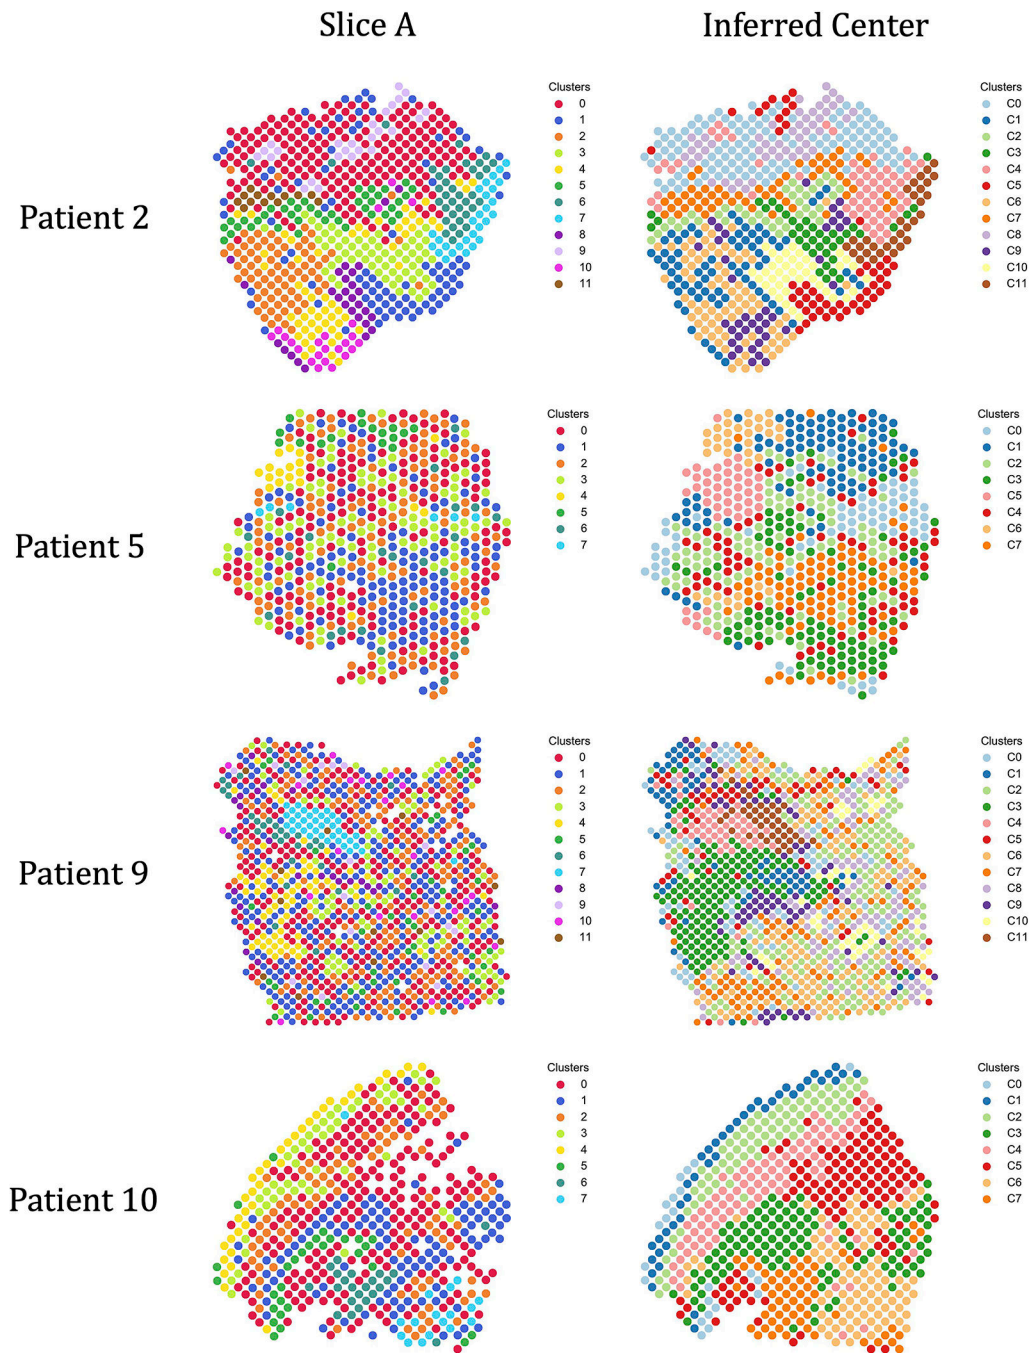 Slice A
Inferred Center
Patient 2
Clusters
0
1
2
3
4
5
6
7
8
9
10
11
Clusters
C0
C1
C2
C3
C4
C5
C6
C7
C8
C9
C10
C11
Patient 5
Clusters
0
1
2
3
4
5
6
7
Clusters
C0
C1
C2
C3
C5
C4
C6
C7
Patient 9
Clusters
0
1
2
3
4
5
6
7
8
9
10
11
Clusters
C0
C1
C2
C3
C4
C5
C6
C7
C8
C9
C10
C11
Patient 10
Clusters
0
1
2
3
4
5
6
7
Clusters
C0
C1
C2
C3
C4
C5
C6
C7